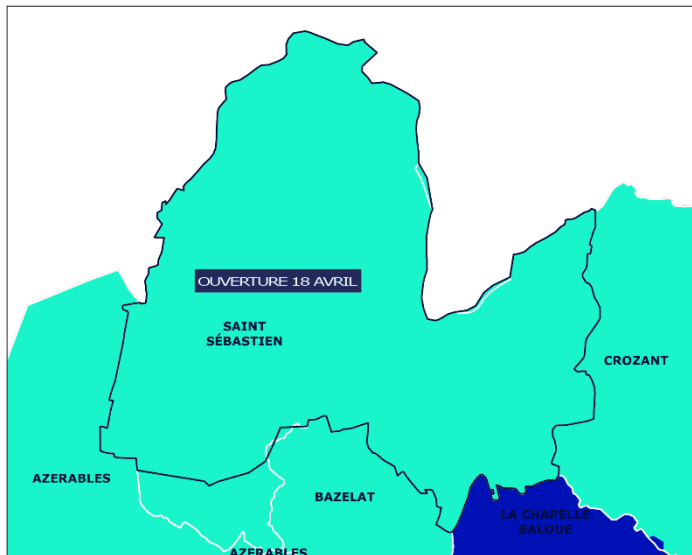 OUVERTURE 18 AVRIL
SAINT
SÉBASTIEN
CROZANT
AZERABLES
BAZELAT
LA CHAPELLE
BALOUE
AZERABLES